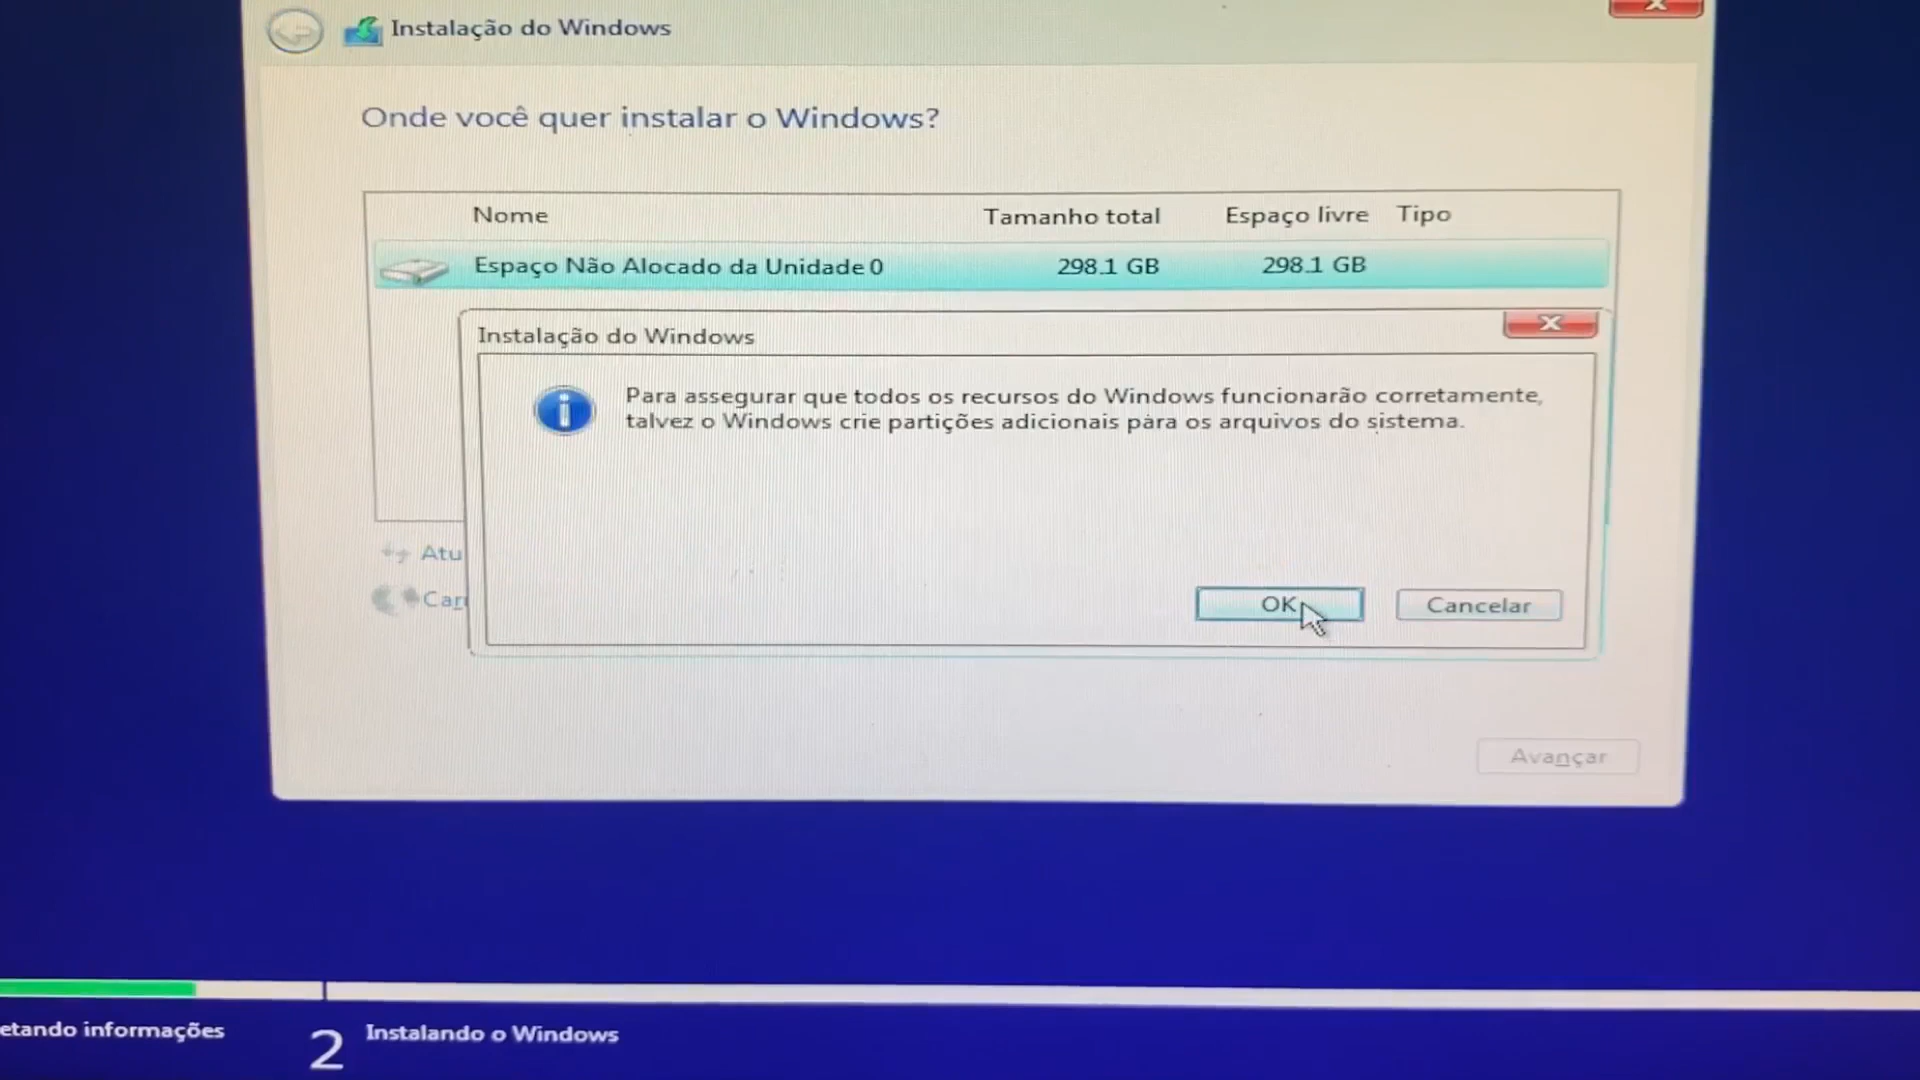 Instalação do Windows
Onde você quer instalar o Windows?
Nome Tamanho total Espaço livre Tipo
Espaço Não Alocado da Unidade 0 298.1 GB 298.1 GB
Instalação do Windows
Para assegurar que todos os recursos do Windows funcionarão corretamente,
talvez o Windows crie partições adicionais para os arquivos do sistema.
Atu
Car
OK Cancelar
Avançar
etando informações
2 Instalando o Windows